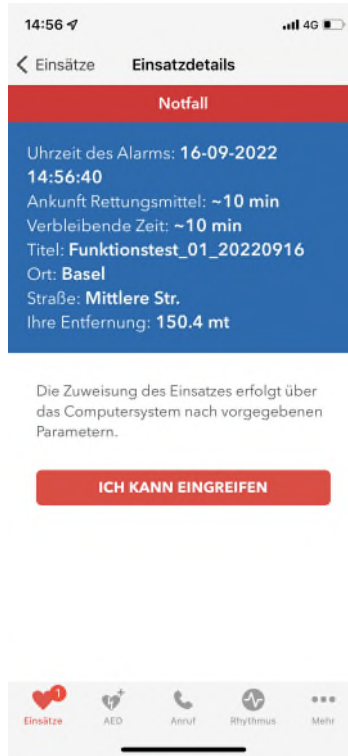 14:56 4G
Einsätze Einsatzdetails
Notfall
Uhrzeit des Alarms: 16-09-2022
14:56:40
Ankunft Rettungsmittel: ~10 min
Verbleibende Zeit: ~10 min
Titel: Funktionstest_01_20220916
Ort: Basel
Straße: Mittlere Str.
Ihre Entfernung: 150.4 mt
Die Zuweisung des Einsatzes erfolgt über
das Computersystem nach vorgegebenen
Parametern.
ICH KANN EINGREIFEN
1
Einsätze AED Anruf Rhythmus Mehr